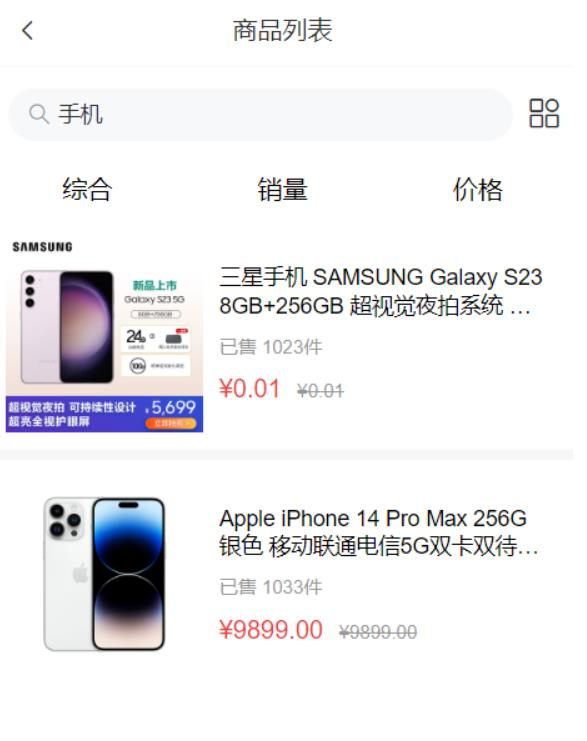 商品列表
手机
综合
销量
价格
SAMSUNG
新品上市
Galaxy S23 5G
8GB+256GB
24
100
超视觉夜拍 可持续性设计
¥5,699
超亮全视护眼屏
立即抢购
三星手机 SAMSUNG Galaxy S23
8GB+256GB 超视觉夜拍系统 …
已售 1023件
¥0.01 ¥0.01
Apple iPhone 14 Pro Max 256G
银色 移动联通电信5G双卡双待…
已售 1033件
¥9899.00 ¥9899.00